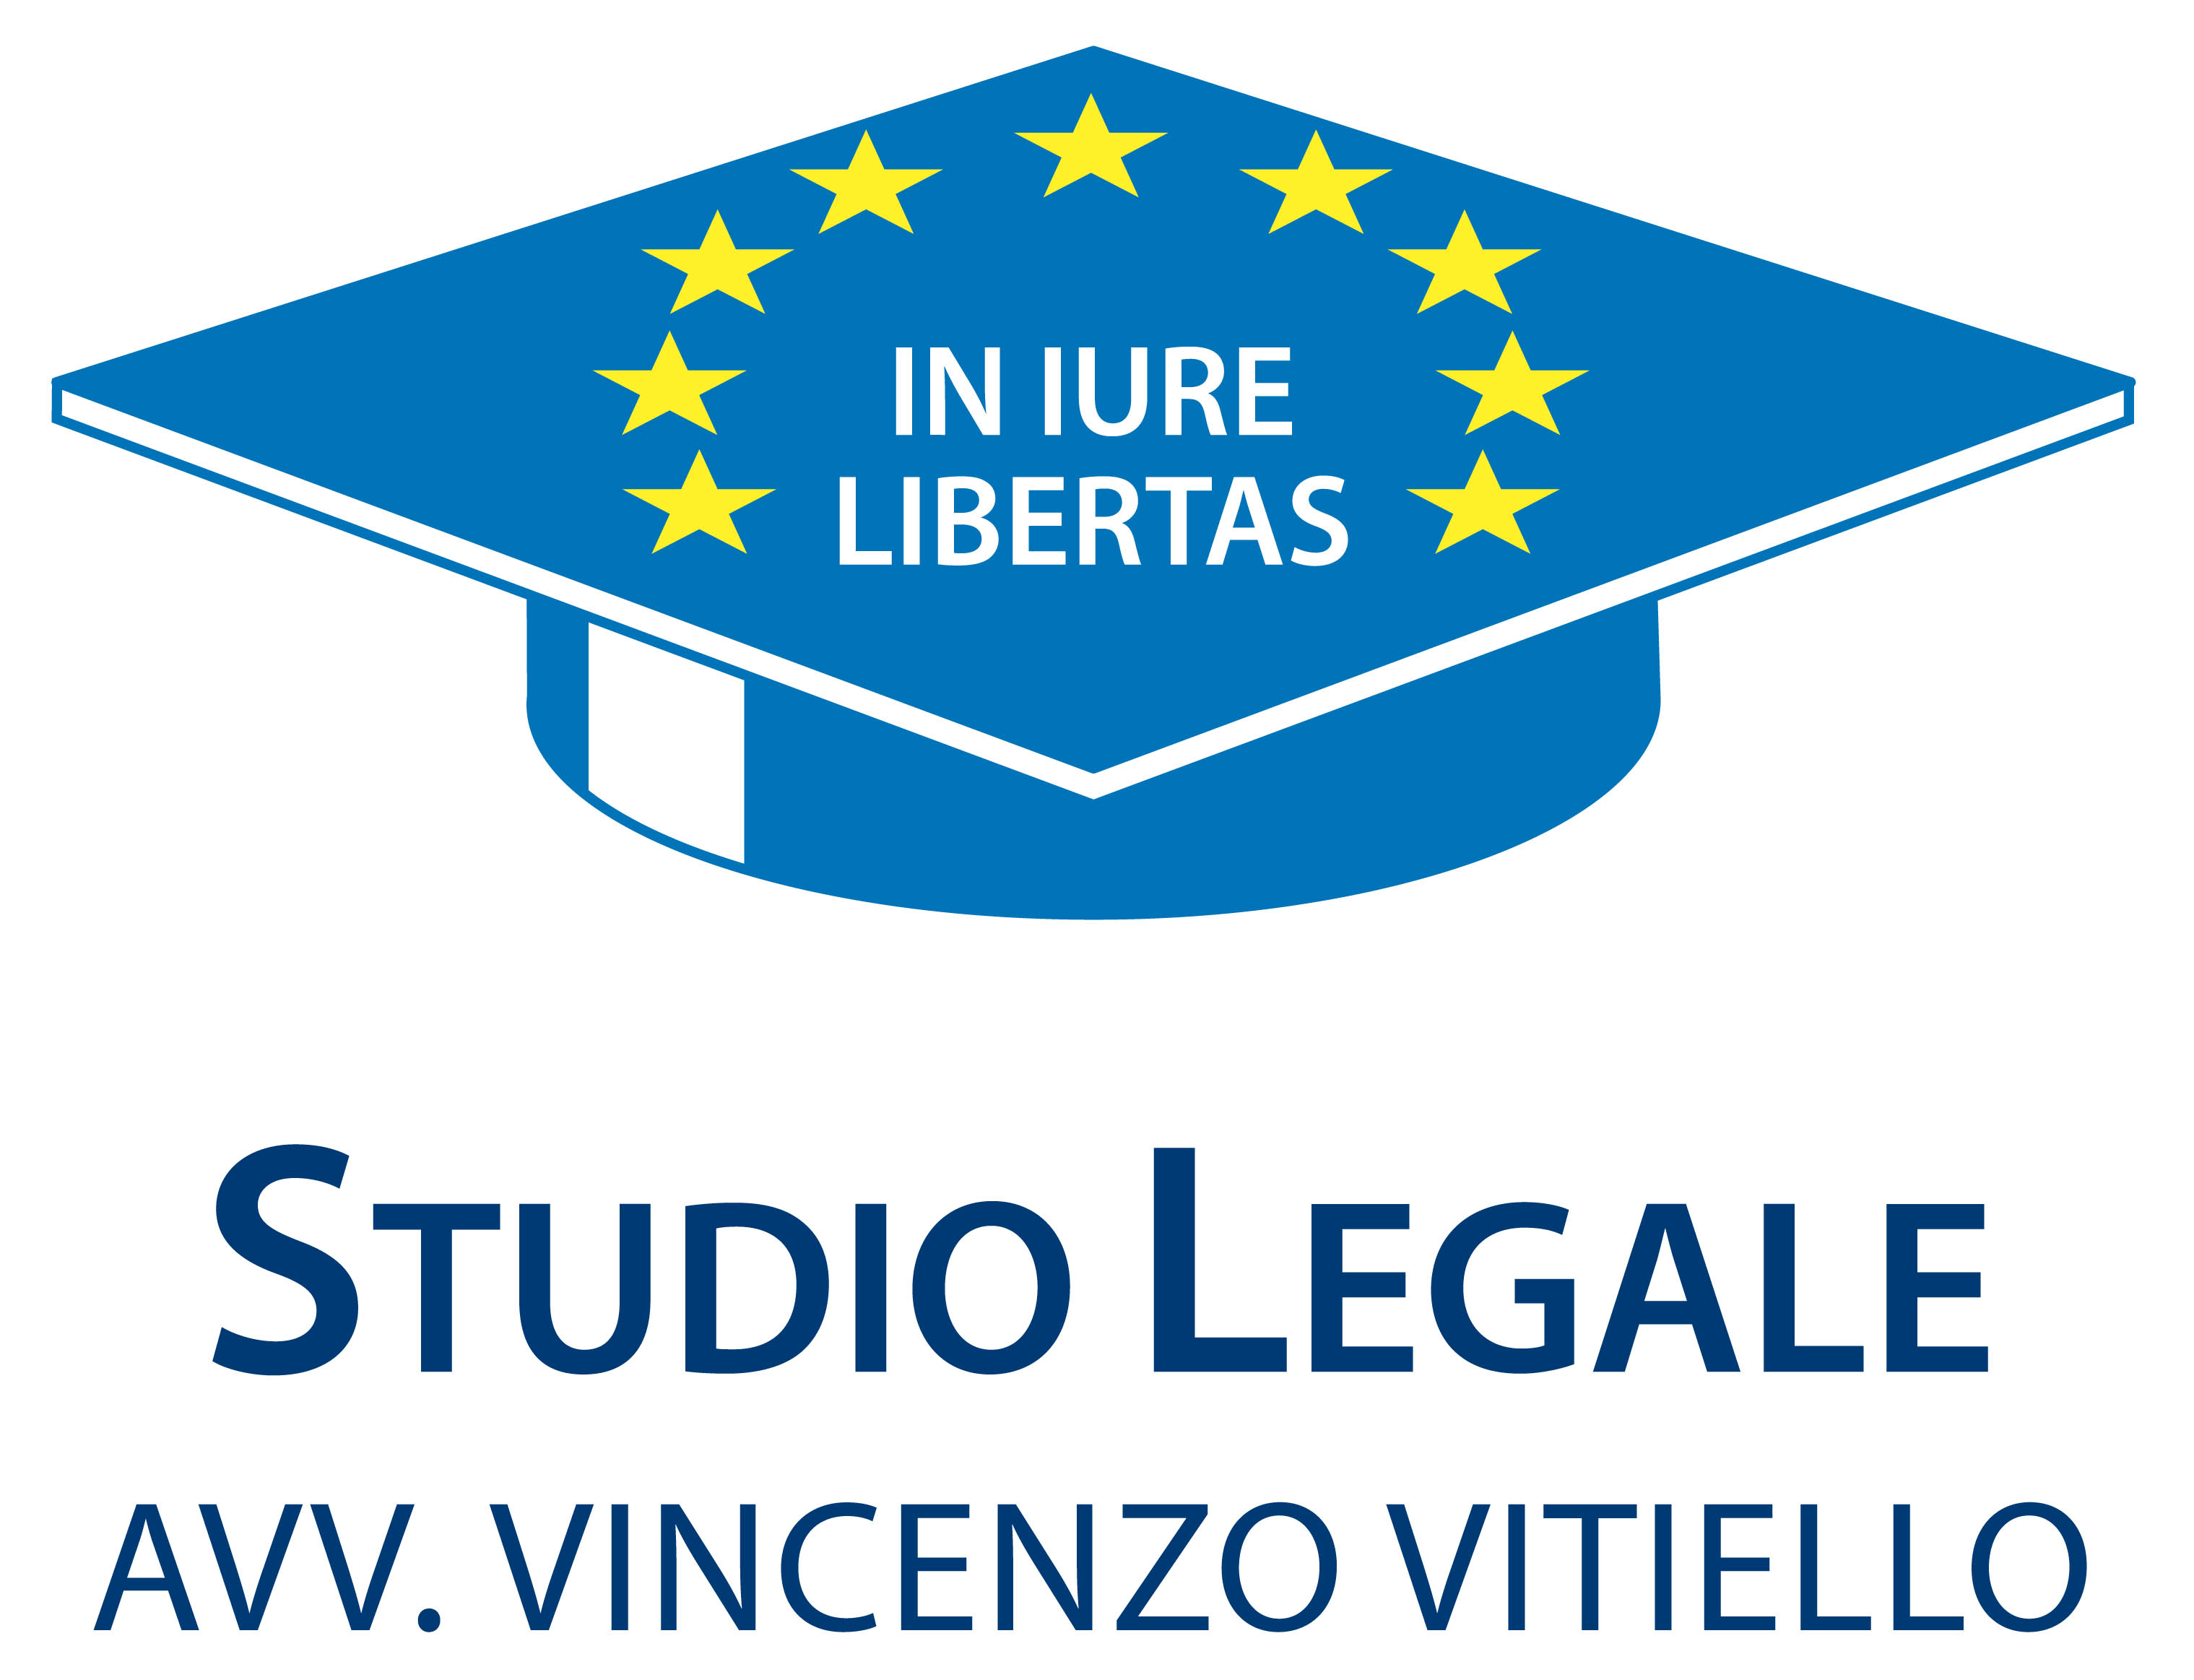 IN IURE
LIBERTAS
STUDIO LEGALE
AVV. VINCENZO VITIELLO